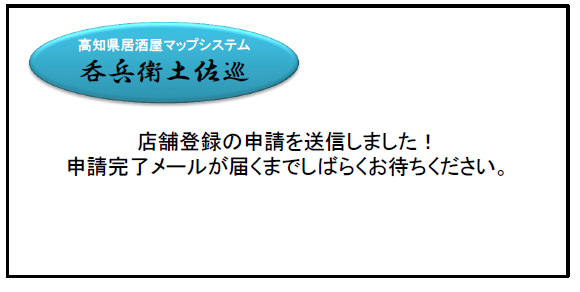 高知県居酒屋マップシステム
呑兵衛土佐巡
店舗登録の申請を送信しました！
申請完了メールが届くまでしばらくお待ちください。